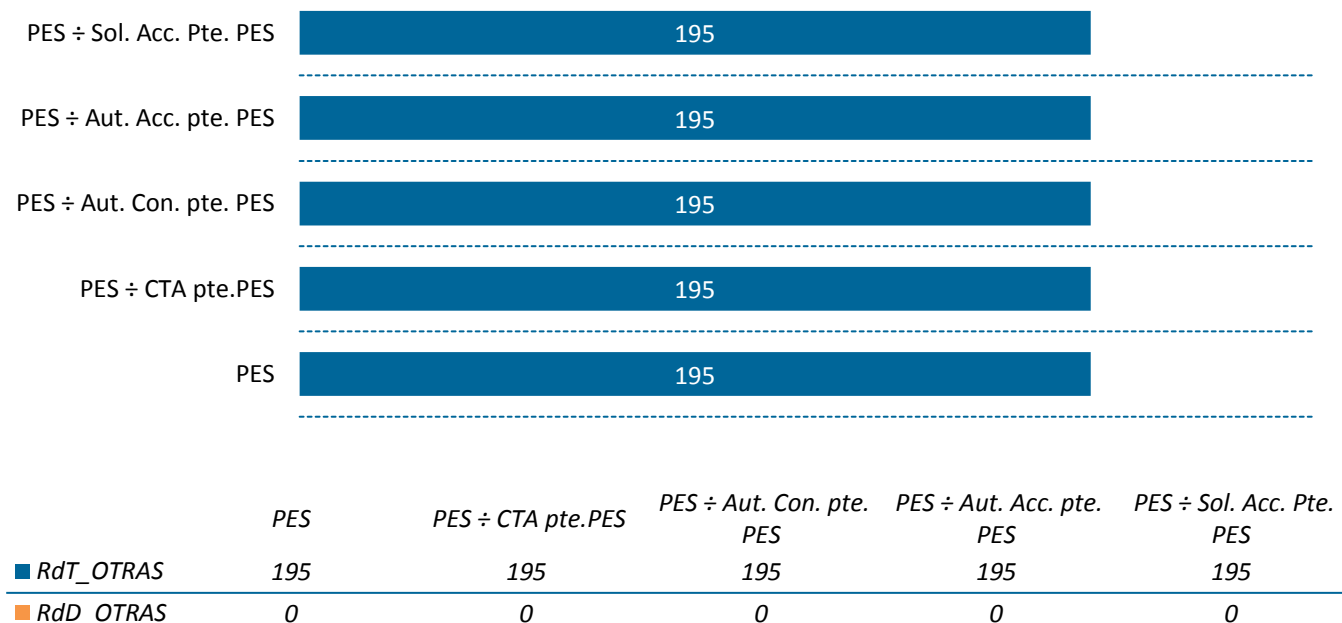 PES ÷ Sol. Acc. Pte. PES
195
PES ÷ Aut. Acc. pte. PES
195
PES ÷ Aut. Con. pte. PES
195
PES ÷ CTA pte.PES
195
PES
195
PES PES ÷ CTA pte.PES PES ÷ Aut. Con. pte. PES PES ÷ Aut. Acc. pte. PES PES ÷ Sol. Acc. Pte. PES
RdT_OTRAS 195 195 195 195 195
RdD_OTRAS 0 0 0 0 0